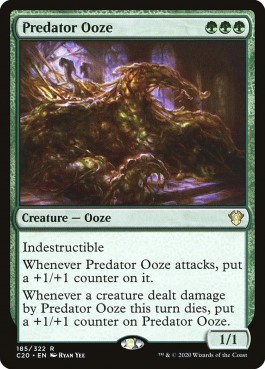 Predator Ooze
Creature — Ooze
Indestructible
Whenever Predator Ooze attacks, put
a +1/+1 counter on it.
Whenever a creature dealt damage
by Predator Ooze this turn dies, put
a +1/+1 counter on Predator Ooze.
1/1
185/322 R
C20 • EN Ryan Yee
™ & © 2020 Wizards of the Coast